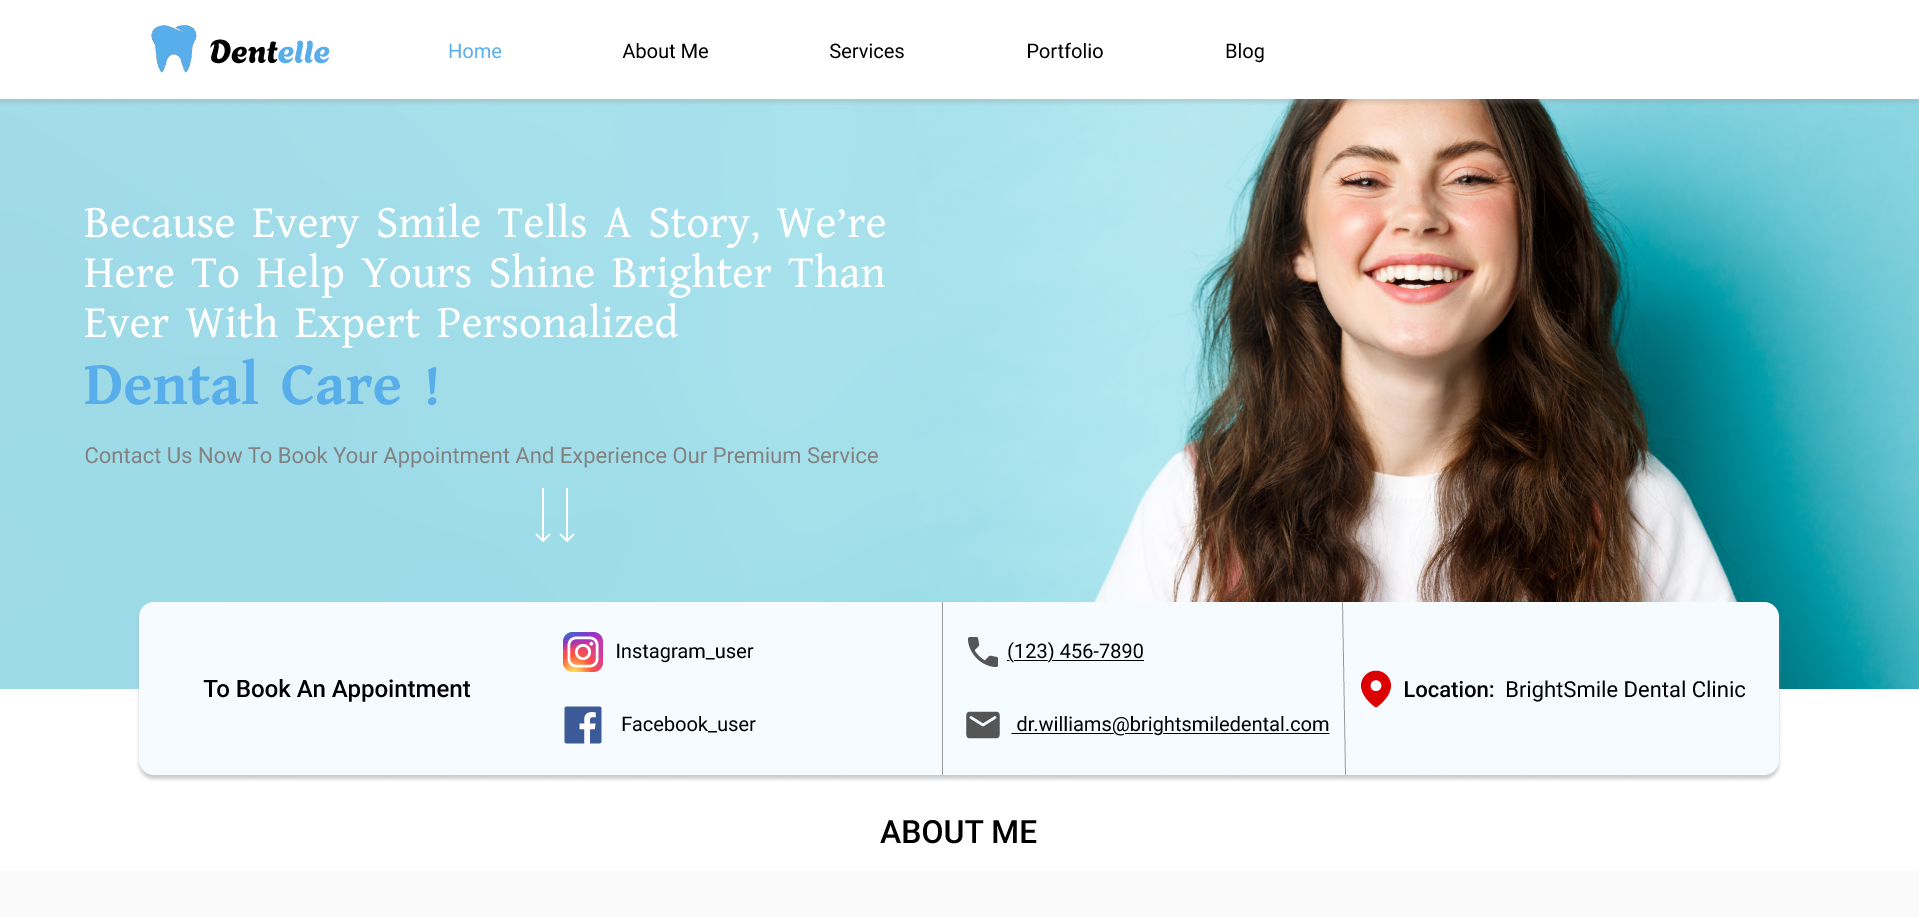 Dentelle
Home
About Me
Services
Portfolio
Blog
Because Every Smile Tells A Story, We’re
Here To Help Yours Shine Brighter Than
Ever With Expert Personalized
Dental Care !
Contact Us Now To Book Your Appointment And Experience Our Premium Service
To Book An Appointment
Instagram_user
Facebook_user
(123) 456-7890
dr.williams@brightsmiledental.com
Location: BrightSmile Dental Clinic
ABOUT ME